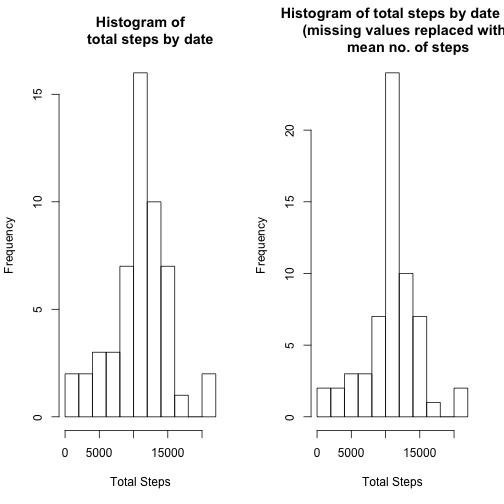 Histogram of
total steps by date
Frequency
15
10
5
0
0 5000 15000
Total Steps
Histogram of total steps by date
(missing values replaced with
mean no. of steps
Frequency
20
15
10
5
0
0 5000 15000
Total Steps